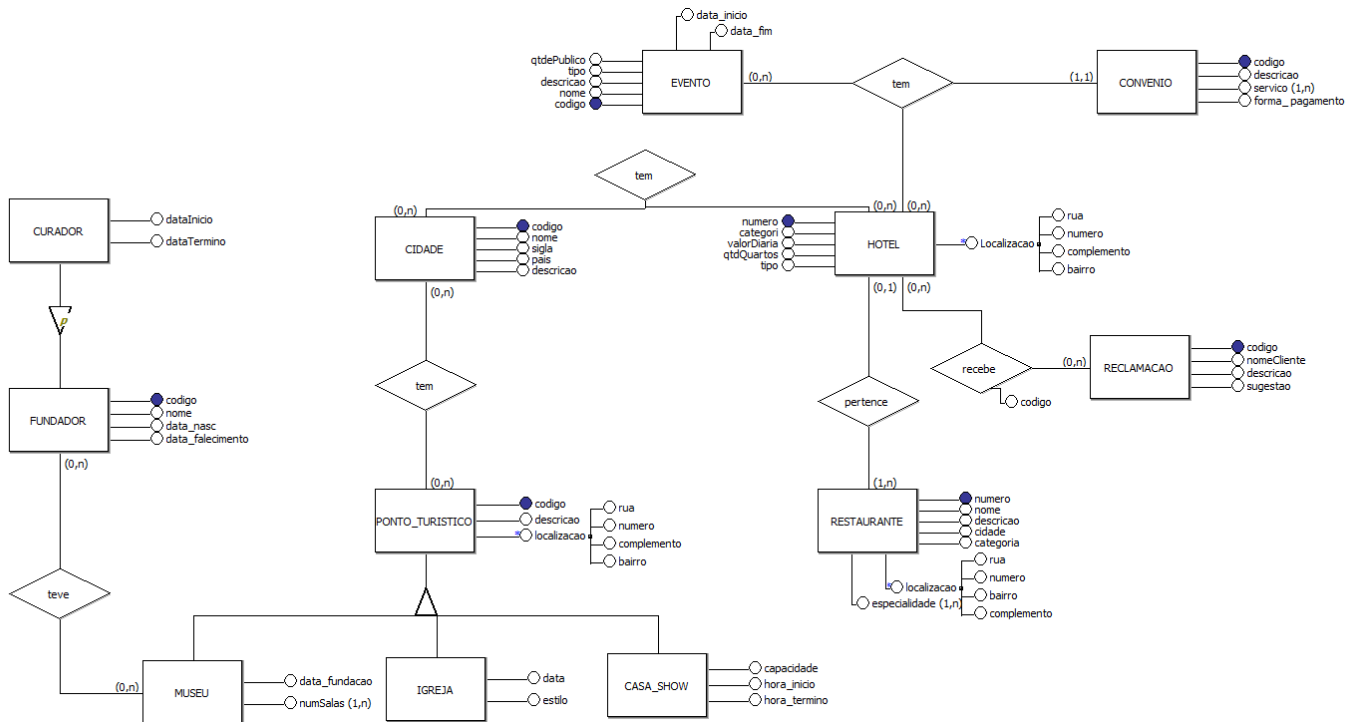 data_inicio
data_fim
qtdePublico
tipo
descricao
nome
codigo
EVENTO
(0,n)
tem
(1,1)
CONVENIO
codigo
descricao
servico (1,n)
forma_pagamento
tem
(0,n)
(0,n)
(0,n)
CURADOR
dataInicio
dataTermino
CIDADE
codigo
nome
sigla
pais
descricao
(0,n)
numero
categori
valorDiaria
qtdQuartos
tipo
HOTEL
Localizacao
rua
numero
complemento
bairro
(0,1)
(0,n)
p
recebe
codigo
(0,n)
RECLAMACAO
codigo
nomeCliente
descricao
sugestao
tem
pertence
FUNDADOR
codigo
nome
data_nasc
data_falecimento
(0,n)
(0,n)
PONTO_TURISTICO
codigo
descricao
localizacao
rua
numero
complemento
bairro
(1,n)
RESTAURANTE
numero
nome
descricao
cidade
categoria
localizacao
especialidade (1,n)
rua
numero
bairro
complemento
teve
(0,n)
MUSEU
data_fundacao
numSalas (1,n)
IGREJA
data
estilo
CASA_SHOW
capacidade
hora_inicio
hora_termino